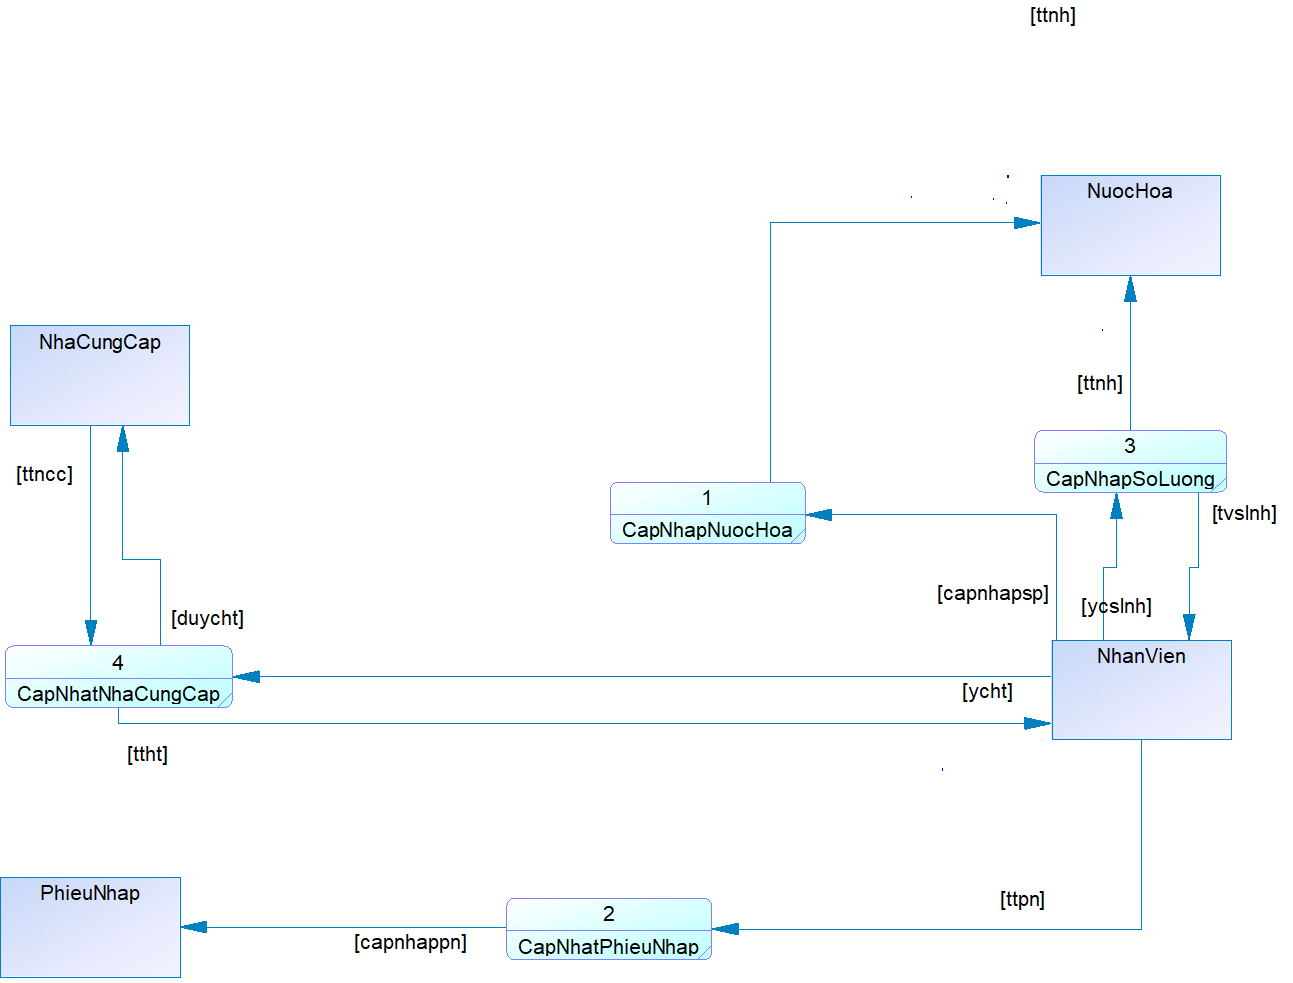 [ttnh]
NuocHoa
NhaCungCap
[ttnh]
3
CapNhapSoLuong
[ttncc]
1
CapNhapNuocHoa
[tvslnh]
[capnhapsp]
[ycslnh]
[duycht]
4
CapNhatNhaCungCap
NhanVien
[ycht]
[ttht]
PhieuNhap
[ttpn]
2
CapNhatPhieuNhap
[capnhappn]